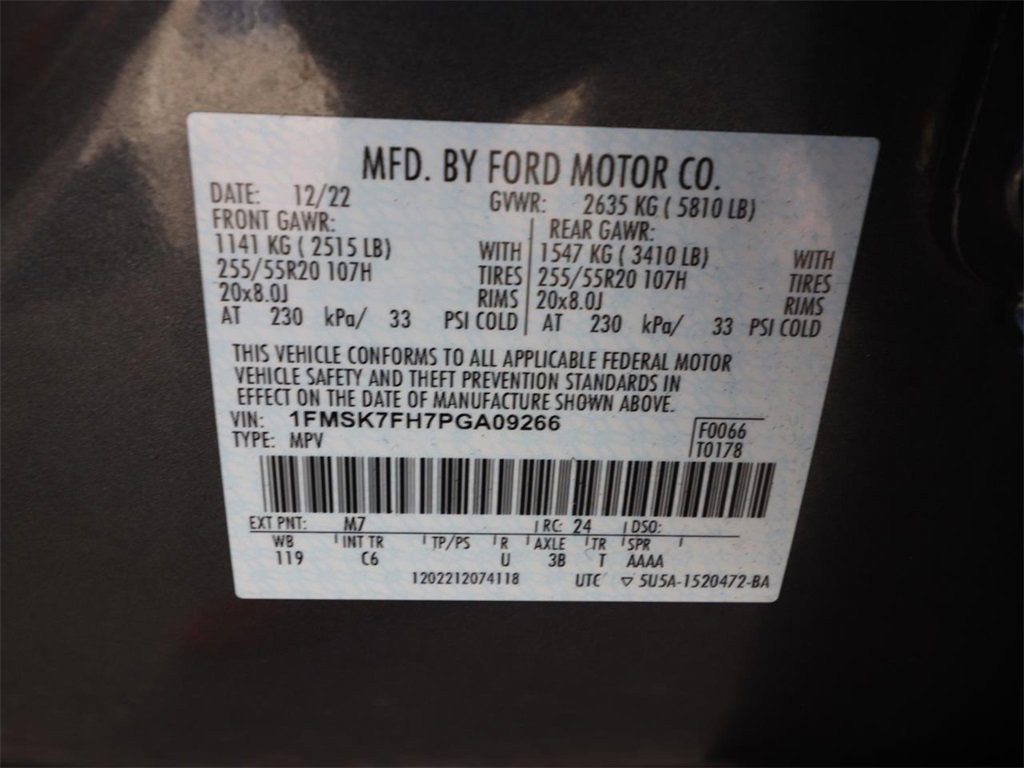 MFD. BY FORD MOTOR CO.
DATE: 12/22 GVWR: 2635 KG ( 5810 LB)
FRONT GAWR: REAR GAWR:
1141 KG ( 2515 LB) WITH 1547 KG ( 3410 LB) WITH
255/55R20 107H TIRES 255/55R20 107H TIRES
20x8.0J RIMS 20x8.0J RIMS
AT 230 kPa/ 33 PSI COLD AT 230 kPa/ 33 PSI COLD
THIS VEHICLE CONFORMS TO ALL APPLICABLE FEDERAL MOTOR
VEHICLE SAFETY AND THEFT PREVENTION STANDARDS IN
EFFECT ON THE DATE OF MANUFACTURE SHOWN ABOVE.
VIN: 1FMSK7FH7PGA09266 F0066
TYPE: MPV T0178
EXT PNT: M7 RC: 24 DSO:
WB INT TR TP/PS R AXLE TR SPR
119 C6 U 3B T AAAA
1202212074118 UTC ▽ 5U5A-1520472-BA